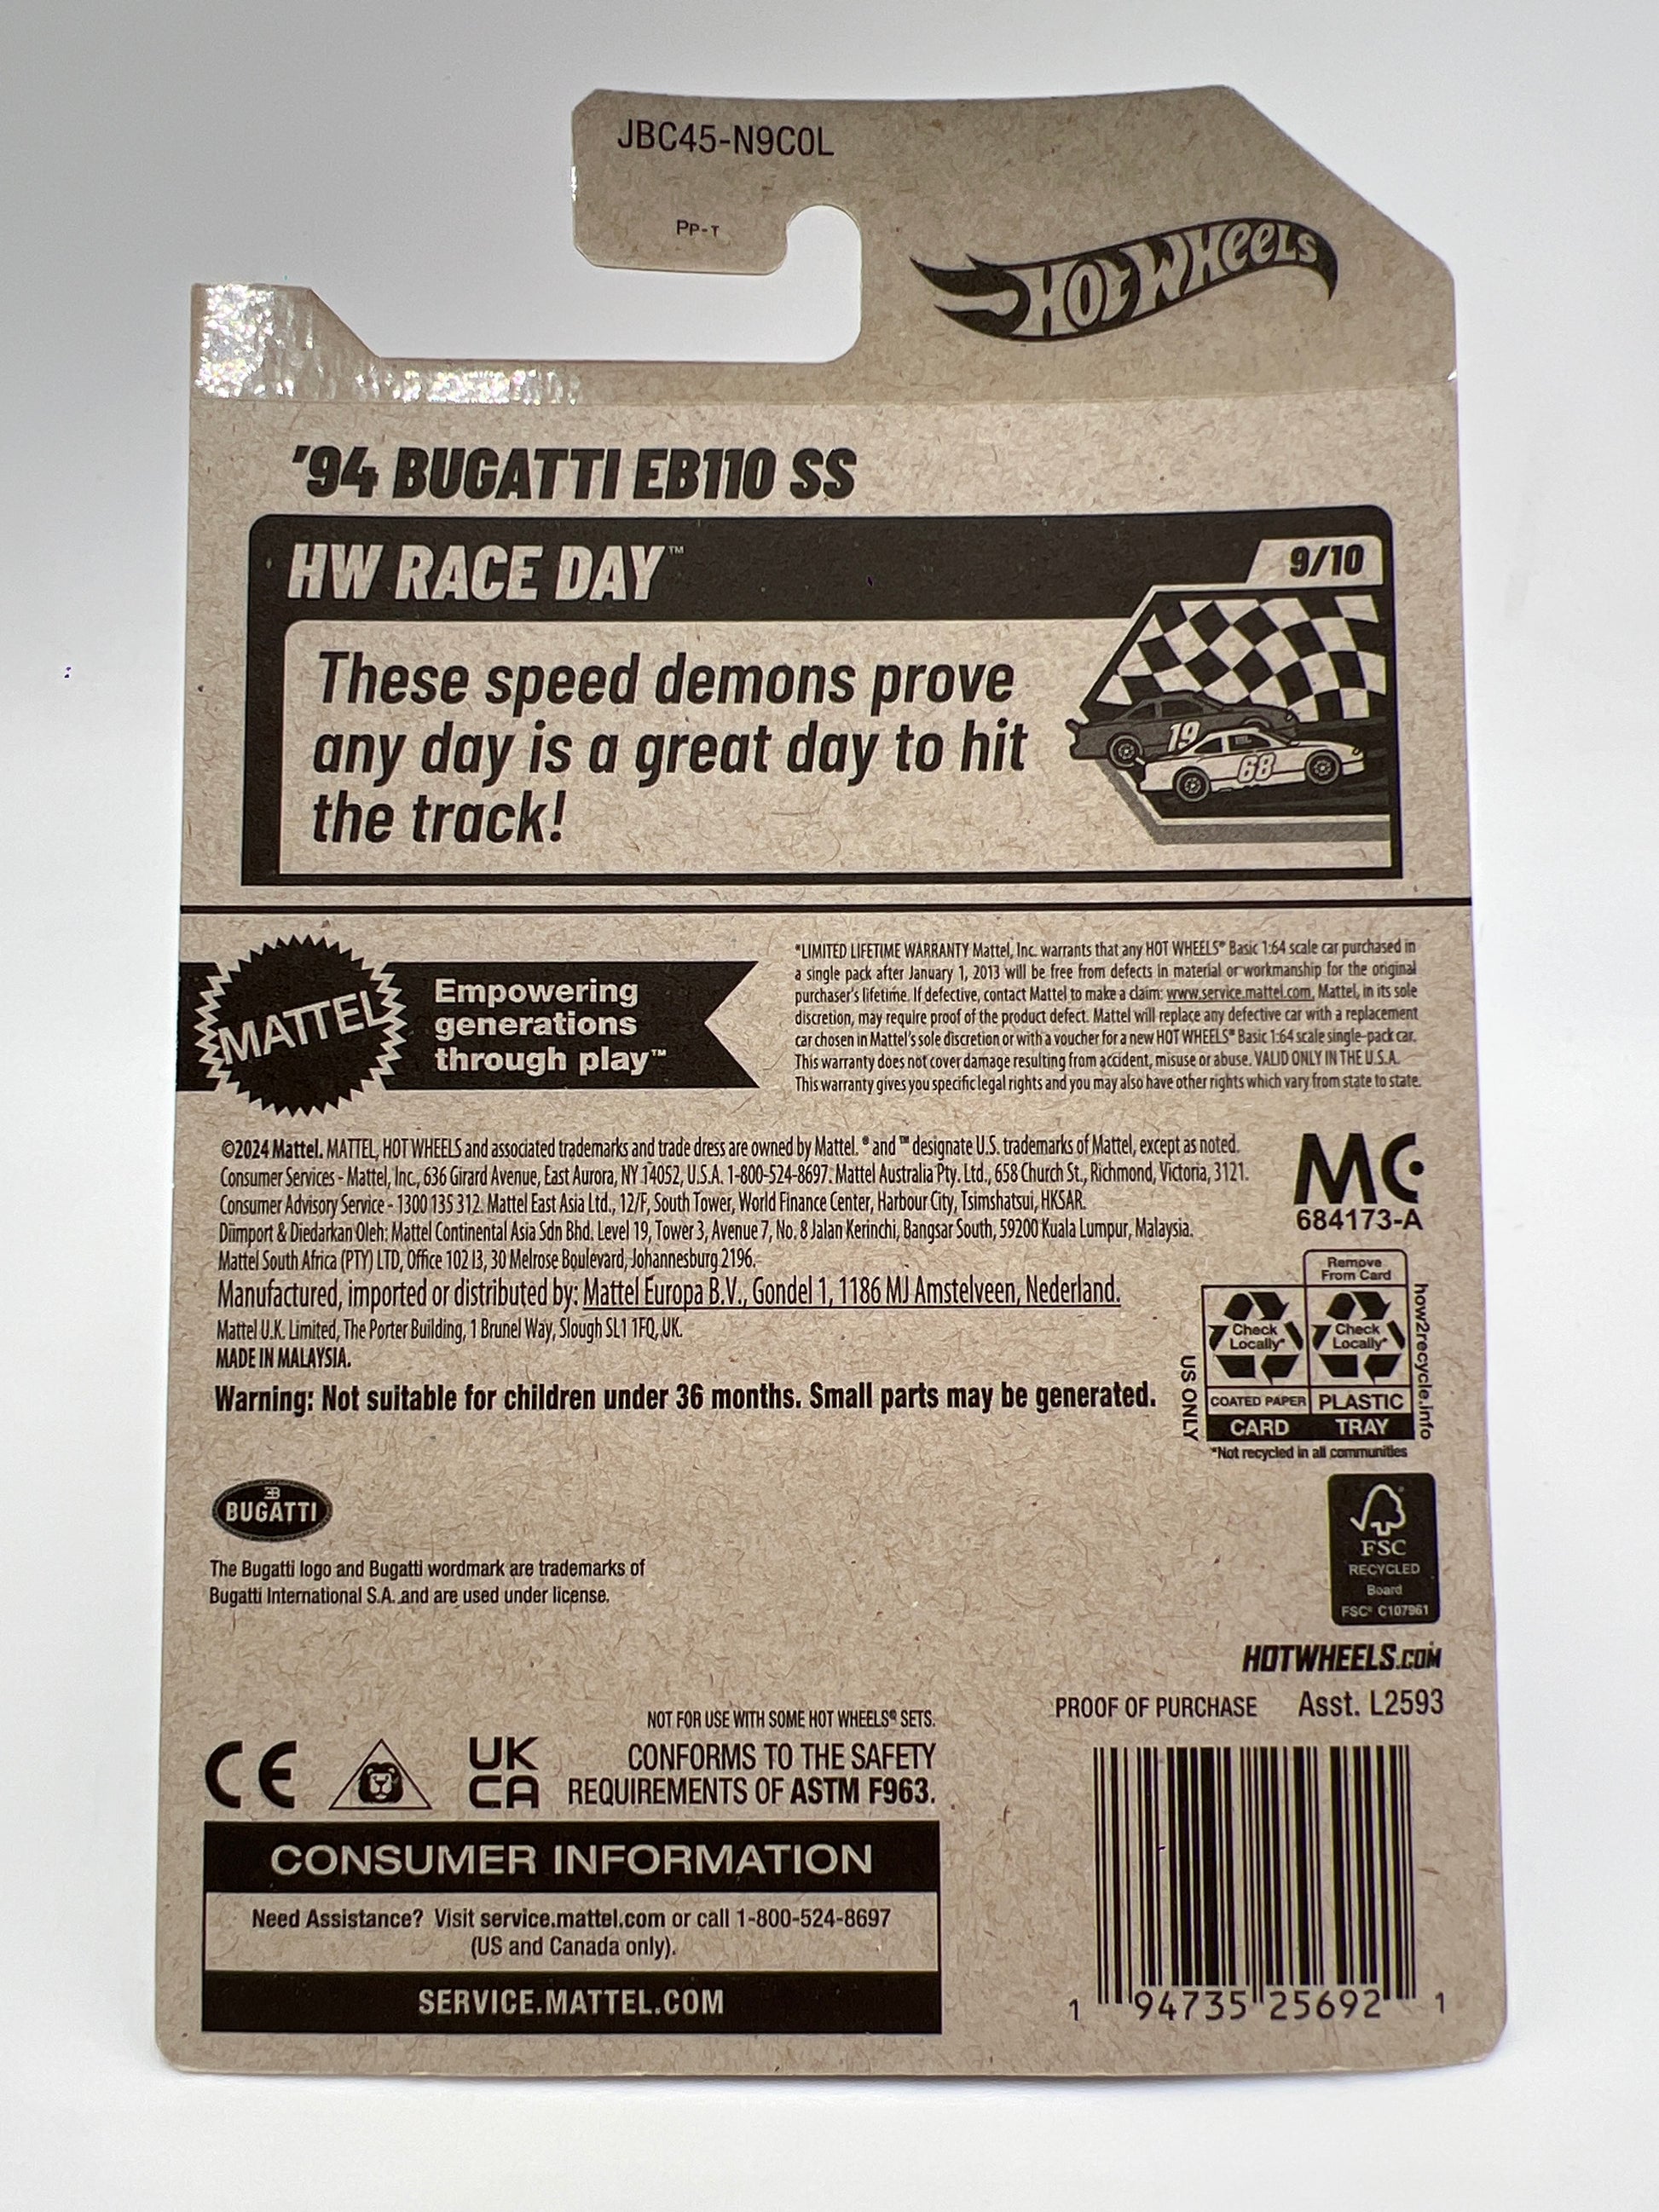 JBC45-N9C0L
PP-T
HOT WHEELS
'94 BUGATTI EB110 SS
HW RACE DAY™
9/10
These speed demons prove
any day is a great day to hit
the track!
19
68
MATTEL
Empowering
generations
through play™
*LIMITED LIFETIME WARRANTY Mattel, Inc. warrants that any HOT WHEELS® Basic 1:64 scale car purchased in
a single pack after January 1, 2013 will be free from defects in material or workmanship for the original
purchaser's lifetime. If defective, contact Mattel to make a claim: www.service.mattel.com. Mattel, in its sole
discretion, may require proof of the product defect. Mattel will replace any defective car with a replacement
car chosen in Mattel's sole discretion or with a voucher for a new HOT WHEELS® Basic 1:64 scale single-pack car.
This warranty does not cover damage resulting from accident, misuse or abuse. VALID ONLY IN THE U.S.A.
This warranty gives you specific legal rights and you may also have other rights which vary from state to state.
©2024 Mattel. MATTEL, HOT WHEELS and associated trademarks and trade dress are owned by Mattel. ® and ™ designate U.S. trademarks of Mattel, except as noted.
Consumer Services - Mattel, Inc., 636 Girard Avenue, East Aurora, NY 14052, U.S.A. 1-800-524-8697. Mattel Australia Pty. Ltd., 658 Church St., Richmond, Victoria, 3121.
Consumer Advisory Service - 1300 135 312. Mattel East Asia Ltd., 12/F, South Tower, World Finance Center, Harbour City, Tsimshatsui, HKSAR.
Diimport & Diedarkan Oleh: Mattel Continental Asia Sdn Bhd. Level 19, Tower 3, Avenue 7, No. 8 Jalan Kerinchi, Bangsar South, 59200 Kuala Lumpur, Malaysia.
Mattel South Africa (PTY) LTD, Office 102 I3, 30 Melrose Boulevard, Johannesburg 2196.
Manufactured, imported or distributed by: Mattel Europa B.V., Gondel 1, 1186 MJ Amstelveen, Nederland.
Mattel U.K. Limited, The Porter Building, 1 Brunel Way, Slough SL1 1FQ, UK.
MADE IN MALAYSIA.
Warning: Not suitable for children under 36 months. Small parts may be generated.
MC
684173-A
Remove
From Card
Check
Locally*
Check
Locally*
COATED PAPER
PLASTIC
CARD
TRAY
US ONLY
how2recycle.info
*Not recycled in all communities
EB
BUGATTI
The Bugatti logo and Bugatti wordmark are trademarks of
Bugatti International S.A. and are used under license.
FSC
RECYCLED
Board
FSC® C107961
HOTWHEELS.COM
PROOF OF PURCHASE Asst. L2593
NOT FOR USE WITH SOME HOT WHEELS® SETS.
CE
UK
CA
CONFORMS TO THE SAFETY
REQUIREMENTS OF ASTM F963.
CONSUMER INFORMATION
Need Assistance? Visit service.mattel.com or call 1-800-524-8697
(US and Canada only).
SERVICE.MATTEL.COM
1 94735 25692 1